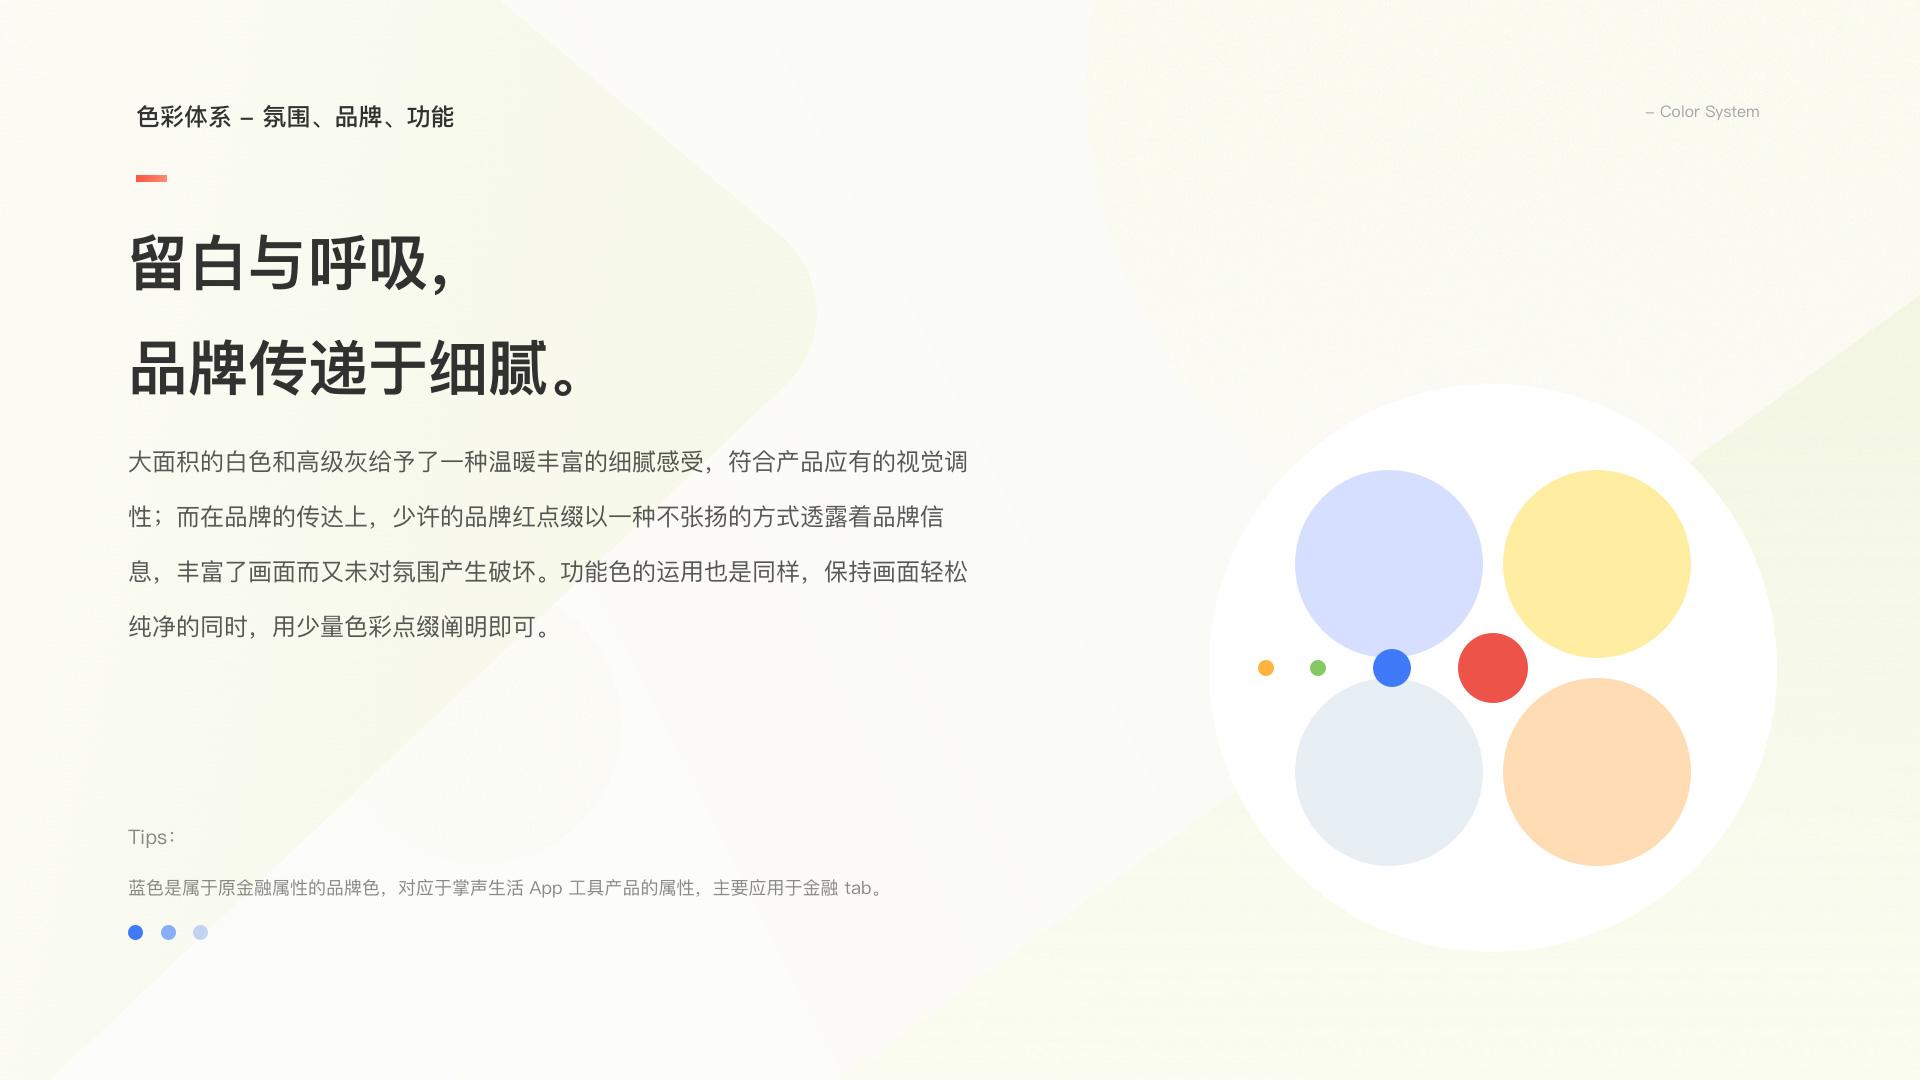 色彩体系 – 氛围、品牌、功能
– Color System
留白与呼吸，
品牌传递于细腻。
大面积的白色和高级灰给予了一种温暖丰富的细腻感受，符合产品应有的视觉调
性；而在品牌的传达上，少许的品牌红点缀以一种不张扬的方式透露着品牌信
息，丰富了画面而又未对氛围产生破坏。功能色的运用也是同样，保持画面轻松
纯净的同时，用少量色彩点缀阐明即可。
Tips：
蓝色是属于原金融属性的品牌色，对应于掌声生活 App 工具产品的属性，主要应用于金融 tab。